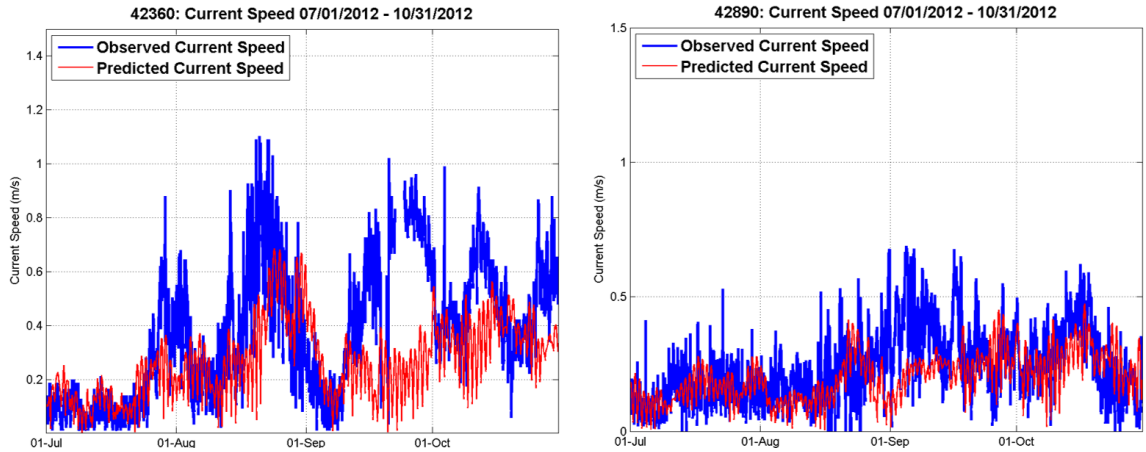 42360: Current Speed 07/01/2012 - 10/31/2012
Observed Current Speed
Predicted Current Speed
Current Speed (m/s)
1.4
1.2
1
0.8
0.6
0.4
0.2
01-Jul
01-Aug
01-Sep
01-Oct
42890: Current Speed 07/01/2012 - 10/31/2012
Observed Current Speed
Predicted Current Speed
Current Speed (m/s)
1.5
1
0.5
0
01-Jul
01-Aug
01-Sep
01-Oct